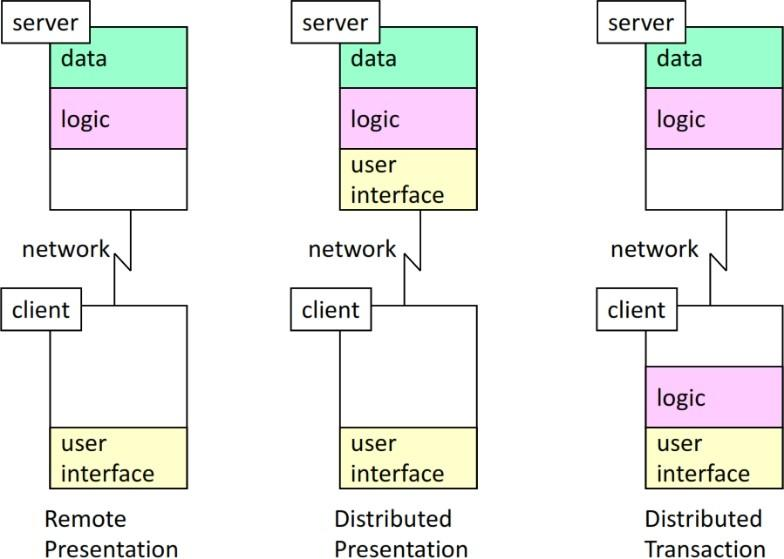 server
data
logic
network
client
user
interface
Remote
Presentation
server
data
logic
user
interface
network
client
user
interface
Distributed
Presentation
server
data
logic
network
client
logic
user
interface
Distributed
Transaction